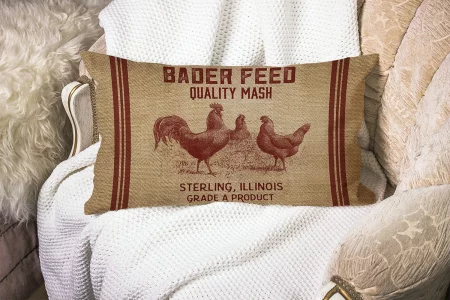 BADER FEED
QUALITY MASH
STERLING, ILLINOIS
GRADE A PRODUCT